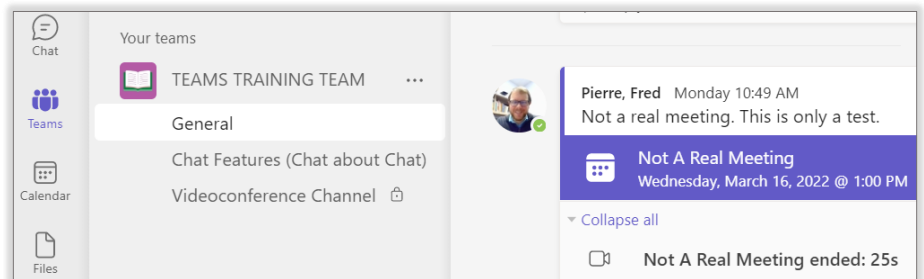 Chat
Teams
Calendar
Files
Your teams
TEAMS TRAINING TEAM ...
General
Chat Features (Chat about Chat)
Videoconference Channel
Pierre, Fred Monday 10:49 AM
Not a real meeting. This is only a test.
Not A Real Meeting
Wednesday, March 16, 2022 @ 1:00 PM
Collapse all
Not A Real Meeting ended: 25s